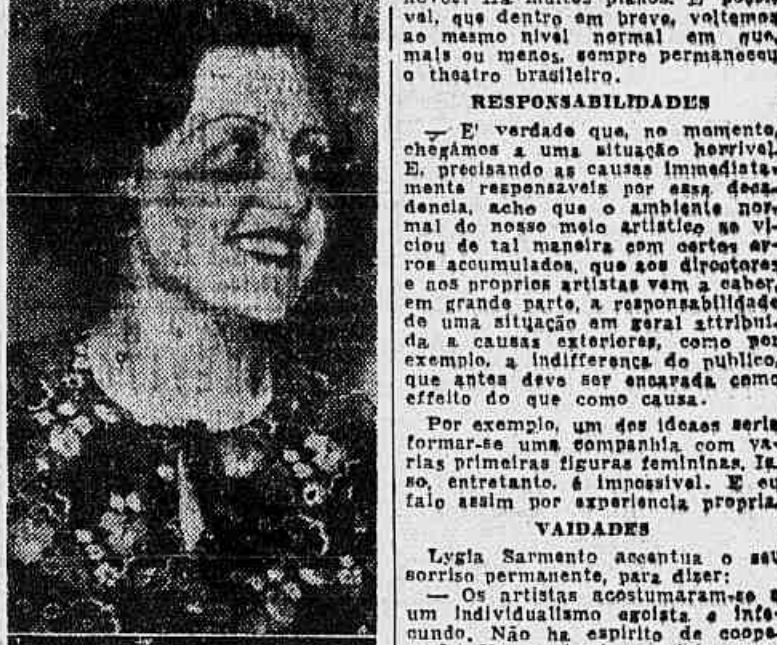 vel, que dentro em breve, voltemos
ao mesmo nivel normal em que,
mais ou menos, sempre permaneceu
o theatro brasileiro.
RESPONSABILIDADES
— E' verdade que, no momento,
chegámos a uma situação horrivel.
E, precisando as causas immediata-
mente responsaveis por essa deca-
dencia, acho que o ambiente nor-
mal do nosso meio artistico se vi-
ciou de tal maneira com certos er-
ros accumulados, que aos directores
e aos proprios artistas vem a caber,
em grande parte, a responsabilidade
de uma situação em geral attribui-
da a causas exteriores, como por
exemplo, a indifferença do publico,
que antes deve ser encarada como
effeito do que como causa.
Por exemplo, um dos ideaes seria
formar-se uma companhia com va-
rias primeiras figuras femininas. Is-
so, entretanto, é impossivel. E eu
falo assim por experiencia propria.
VAIDADES
Lygia Sarmento accentua o seu
sorriso permanente, para dizer:
— Os artistas acostumaram-se a
um individualismo egoista e infe-
cundo. Não ha espirito de coope-